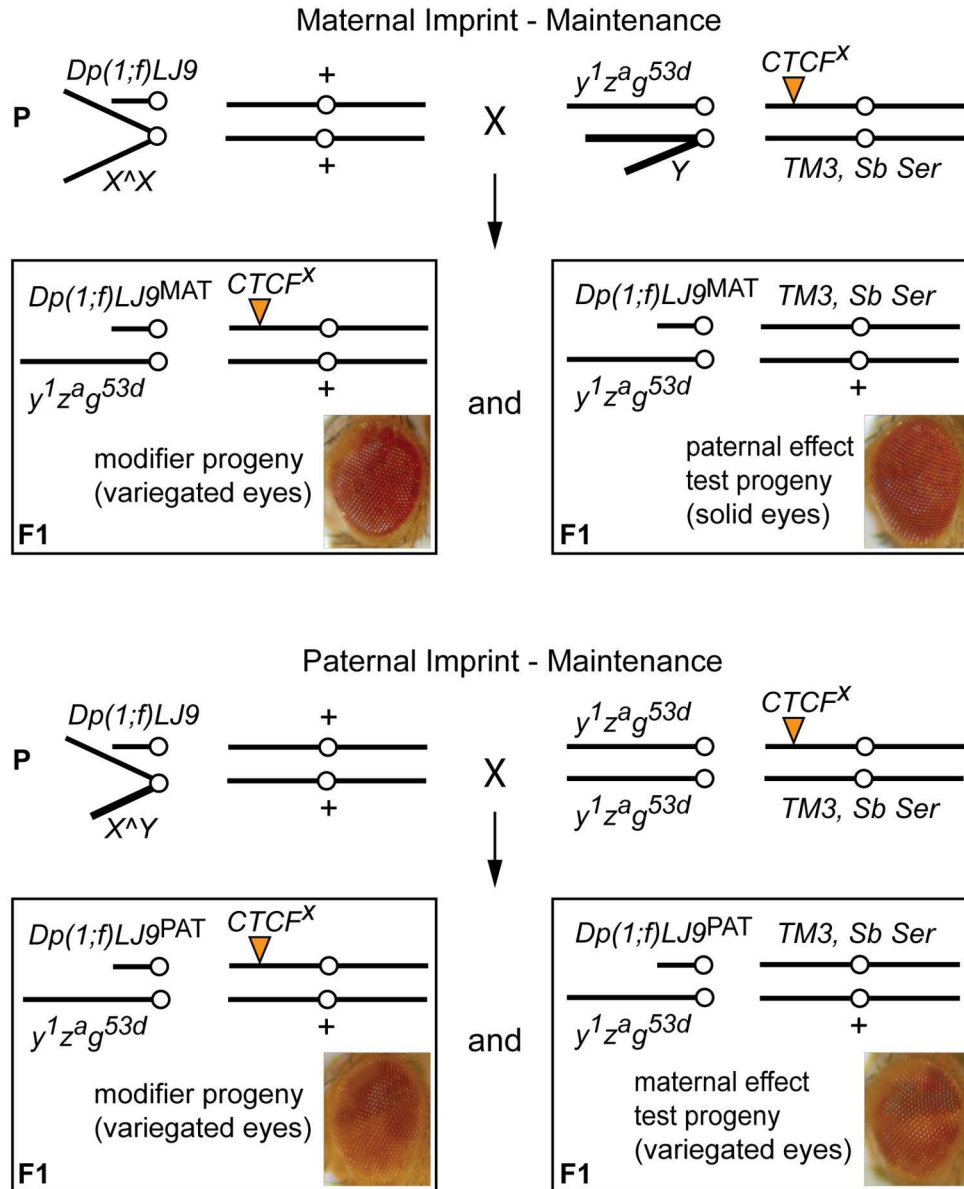 Maternal Imprint - Maintenance
Dp(1;f)LJ9
+
y¹zᵃg⁵³ᵈ
CTCFˣ
P
X
X^X
+
Y
TM3, Sb Ser
Dp(1;f)LJ9ᴹᴬᵀ
CTCFˣ
y¹zᵃg⁵³ᵈ
+
modifier progeny
(variegated eyes)
F1
and
Dp(1;f)LJ9ᴹᴬᵀ
TM3, Sb Ser
y¹zᵃg⁵³ᵈ
+
paternal effect
test progeny
(solid eyes)
F1
Paternal Imprint - Maintenance
Dp(1;f)LJ9
+
y¹zᵃg⁵³ᵈ
CTCFˣ
P
X
X^Y
+
y¹zᵃg⁵³ᵈ
TM3, Sb Ser
Dp(1;f)LJ9ᴾᴬᵀ
CTCFˣ
y¹zᵃg⁵³ᵈ
+
modifier progeny
(variegated eyes)
F1
and
Dp(1;f)LJ9ᴾᴬᵀ
TM3, Sb Ser
y¹zᵃg⁵³ᵈ
+
maternal effect
test progeny
(variegated eyes)
F1